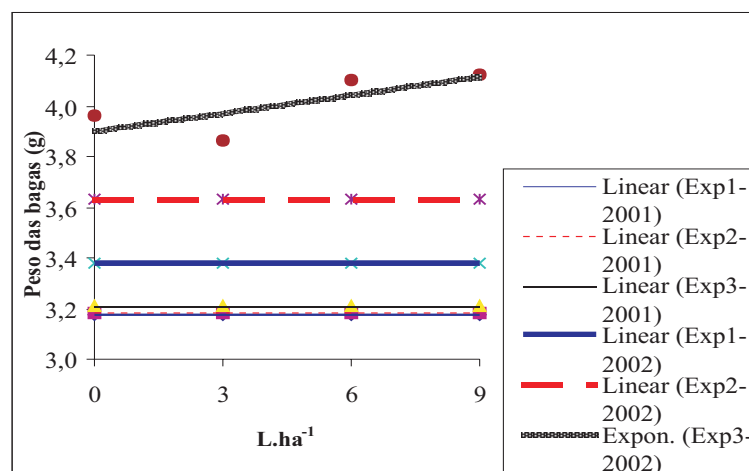 4,2
4,0
3,8
3,6
3,4
3,2
3,0
Peso das bagas (g)
0 3 6 9
L.ha⁻¹
Linear (Exp1-
2001)
Linear (Exp2-
2001)
Linear (Exp3-
2001)
Linear (Exp1-
2002)
Linear (Exp2-
2002)
Expon. (Exp3-
2002)